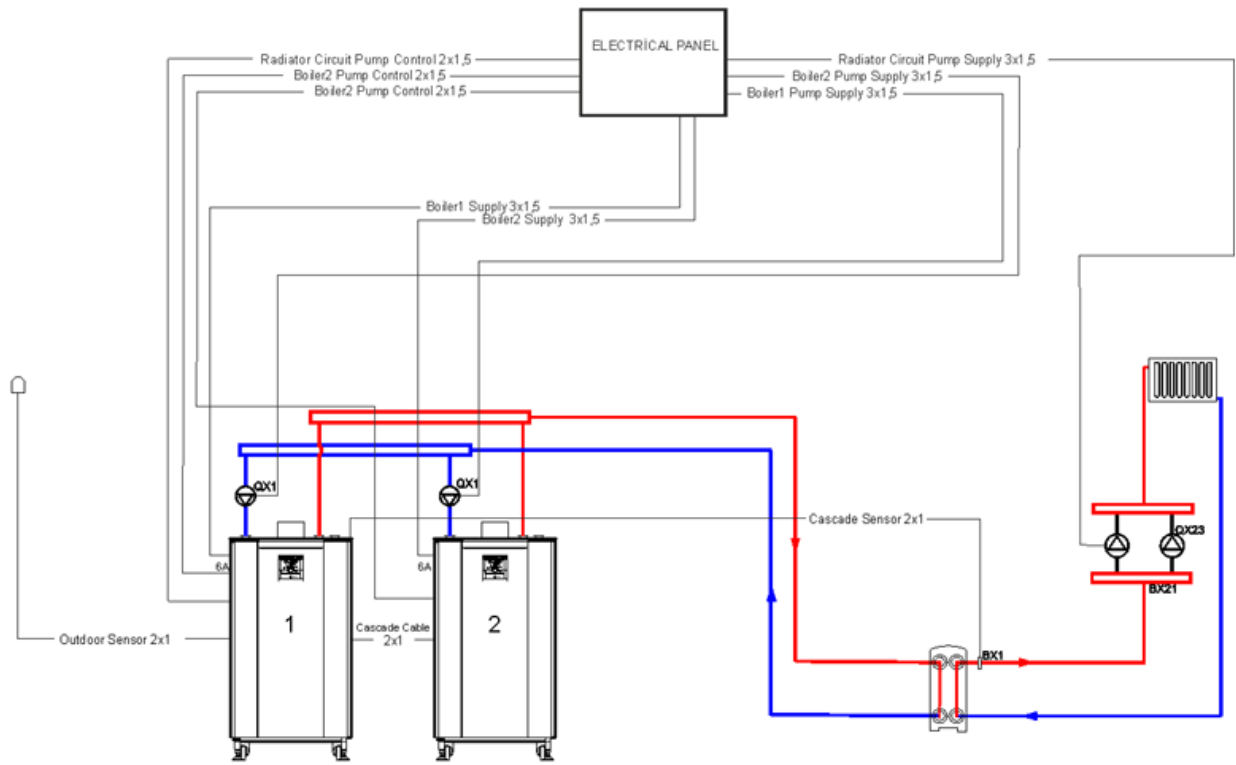 ELECTRİCAL PANEL
Radiator Circuit Pump Control 2x1,5
Boiler2 Pump Control 2x1,5
Boiler2 Pump Control 2x1,5
Radiator Circuit Pump Supply 3x1,5
Boiler2 Pump Supply 3x1,5
Boiler1 Pump Supply 3x1,5
Boiler1 Supply 3x1,5
Boiler2 Supply 3x1,5
QX1
QX1
Cascade Sensor 2x1
QX23
BX21
6A
6A
1
2
Outdoor Sensor 2x1
Cascade Cable
2x1
BX1